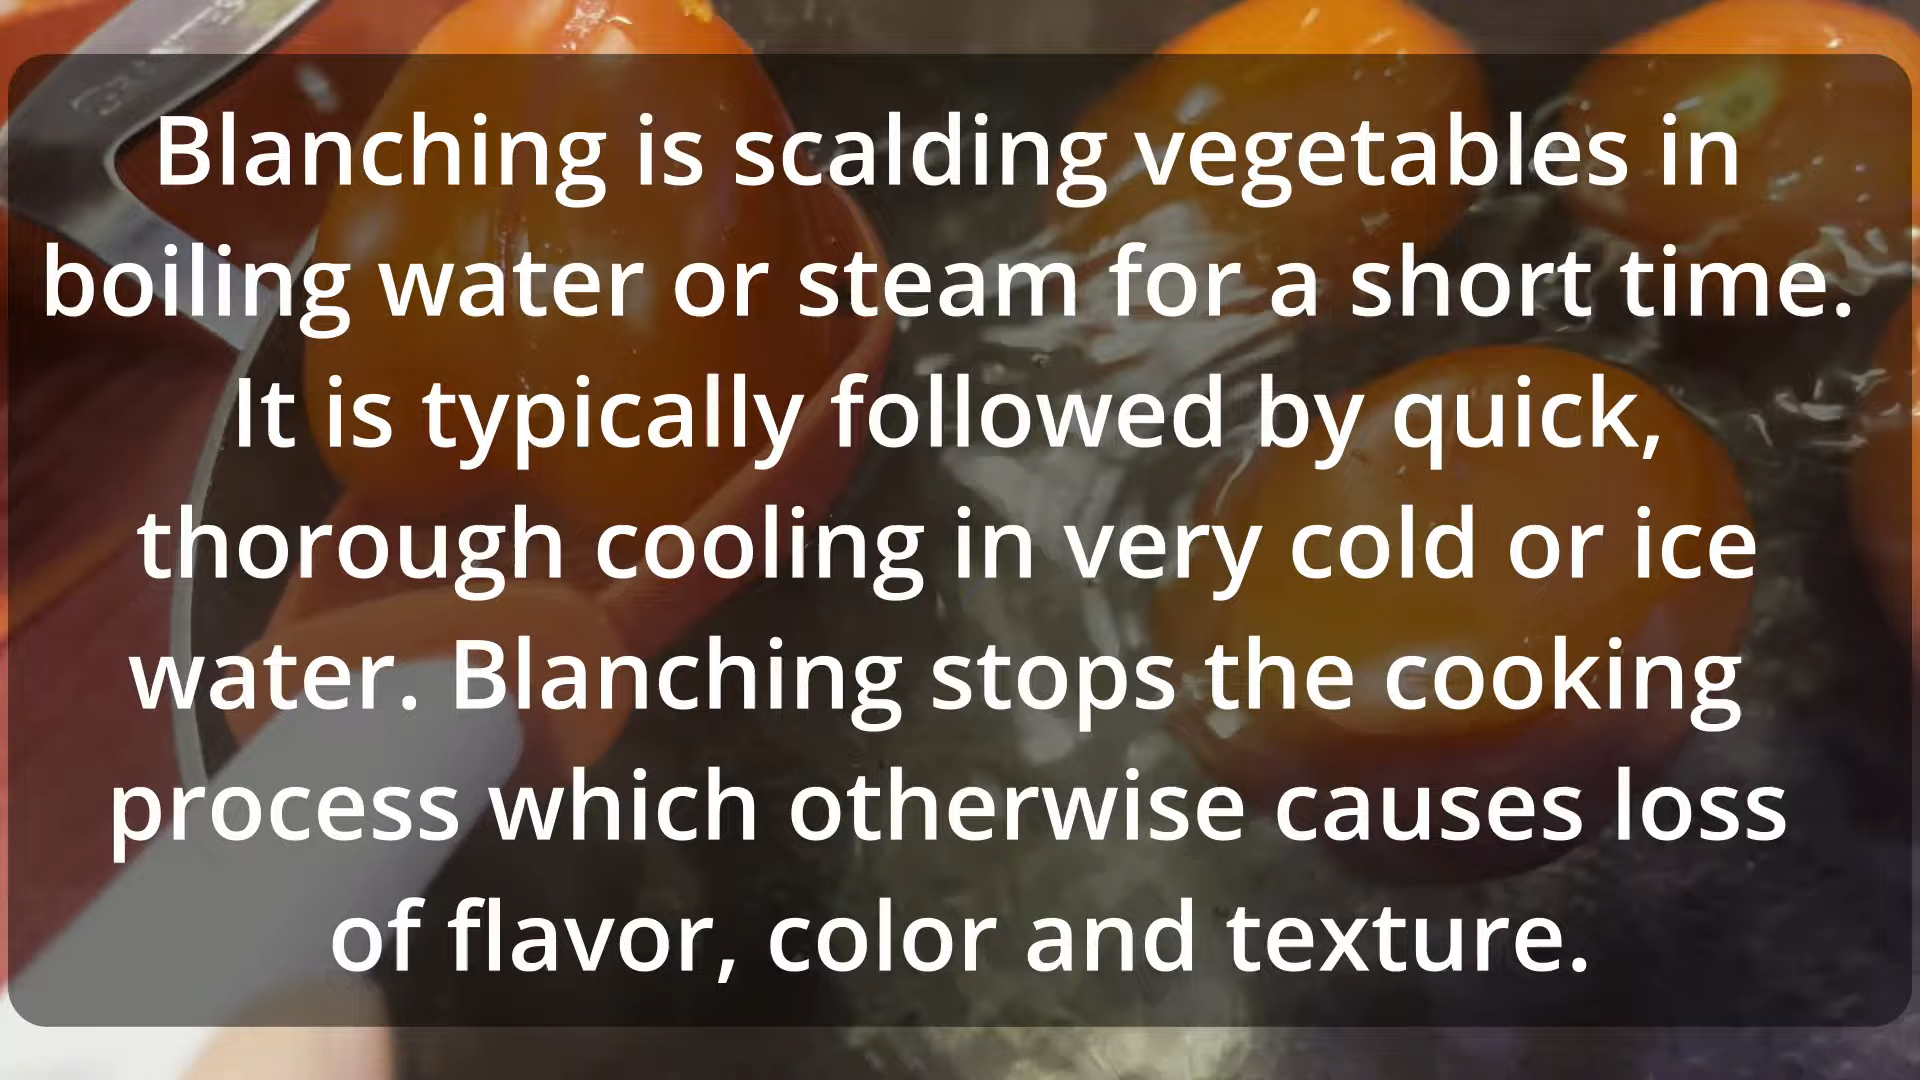 Blanching is scalding vegetables in
boiling water or steam for a short time.
It is typically followed by quick,
thorough cooling in very cold or ice
water. Blanching stops the cooking
process which otherwise causes loss
of flavor, color and texture.